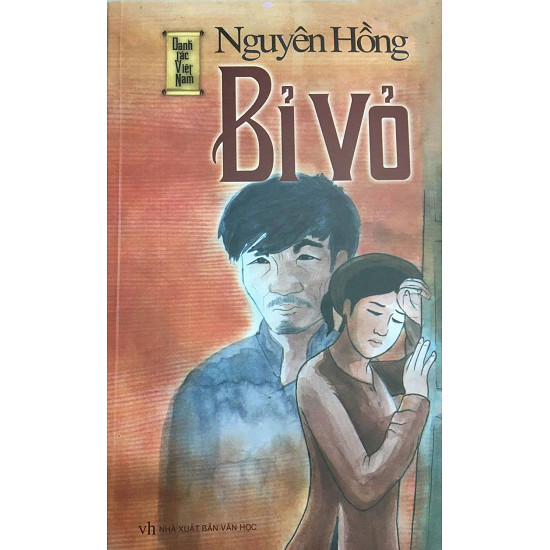 Danh
tác
Việt
Nam
Nguyên Hồng
BỈ VỎ
vh NHÀ XUẤT BẢN VĂN HỌC